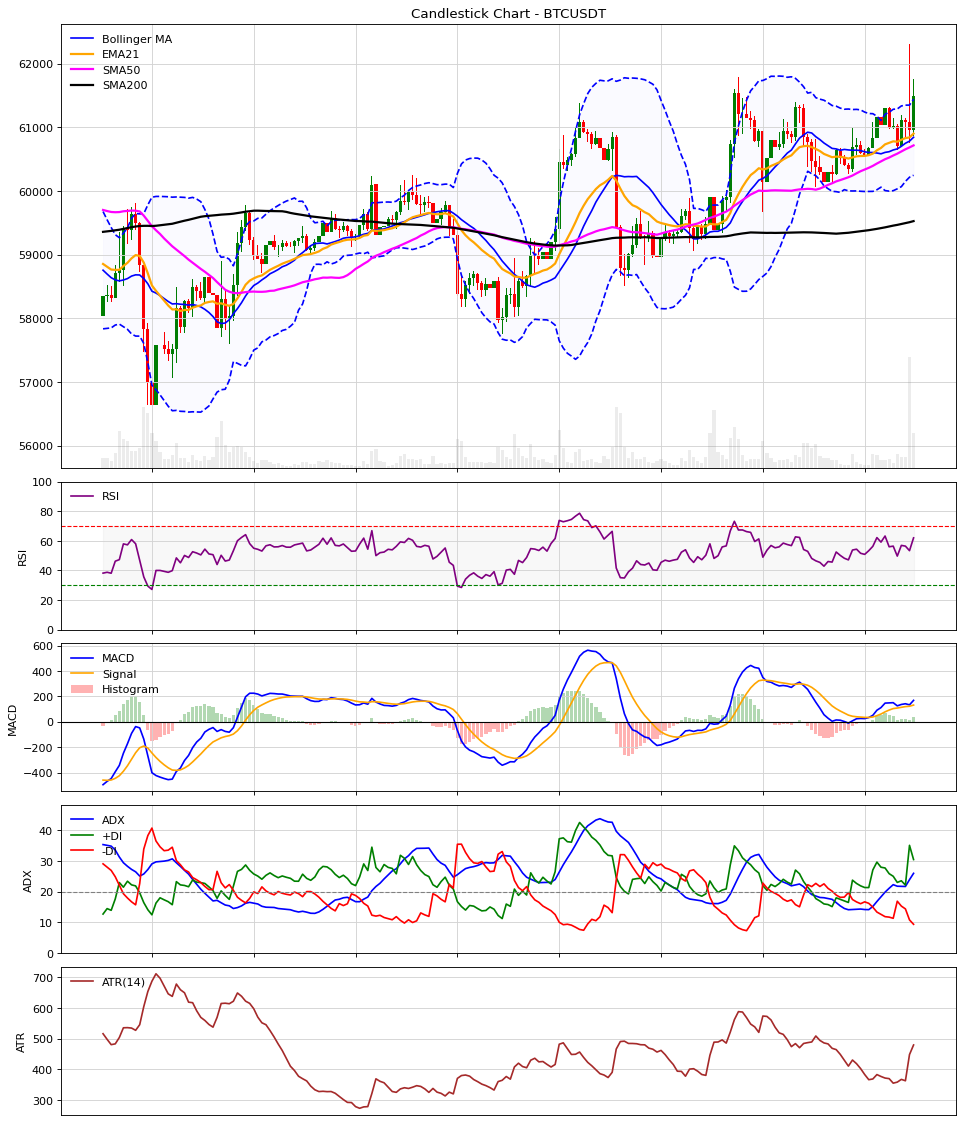 Candlestick Chart - BTCUSDT
Bollinger MA
EMA21
SMA50
SMA200
62000
61000
60000
59000
58000
57000
56000
RSI
RSI
100
80
60
40
20
0
MACD
MACD
Signal
Histogram
600
400
200
0
−200
−400
ADX
ADX
+DI
-DI
40
30
20
10
0
ATR
ATR(14)
700
600
500
400
300